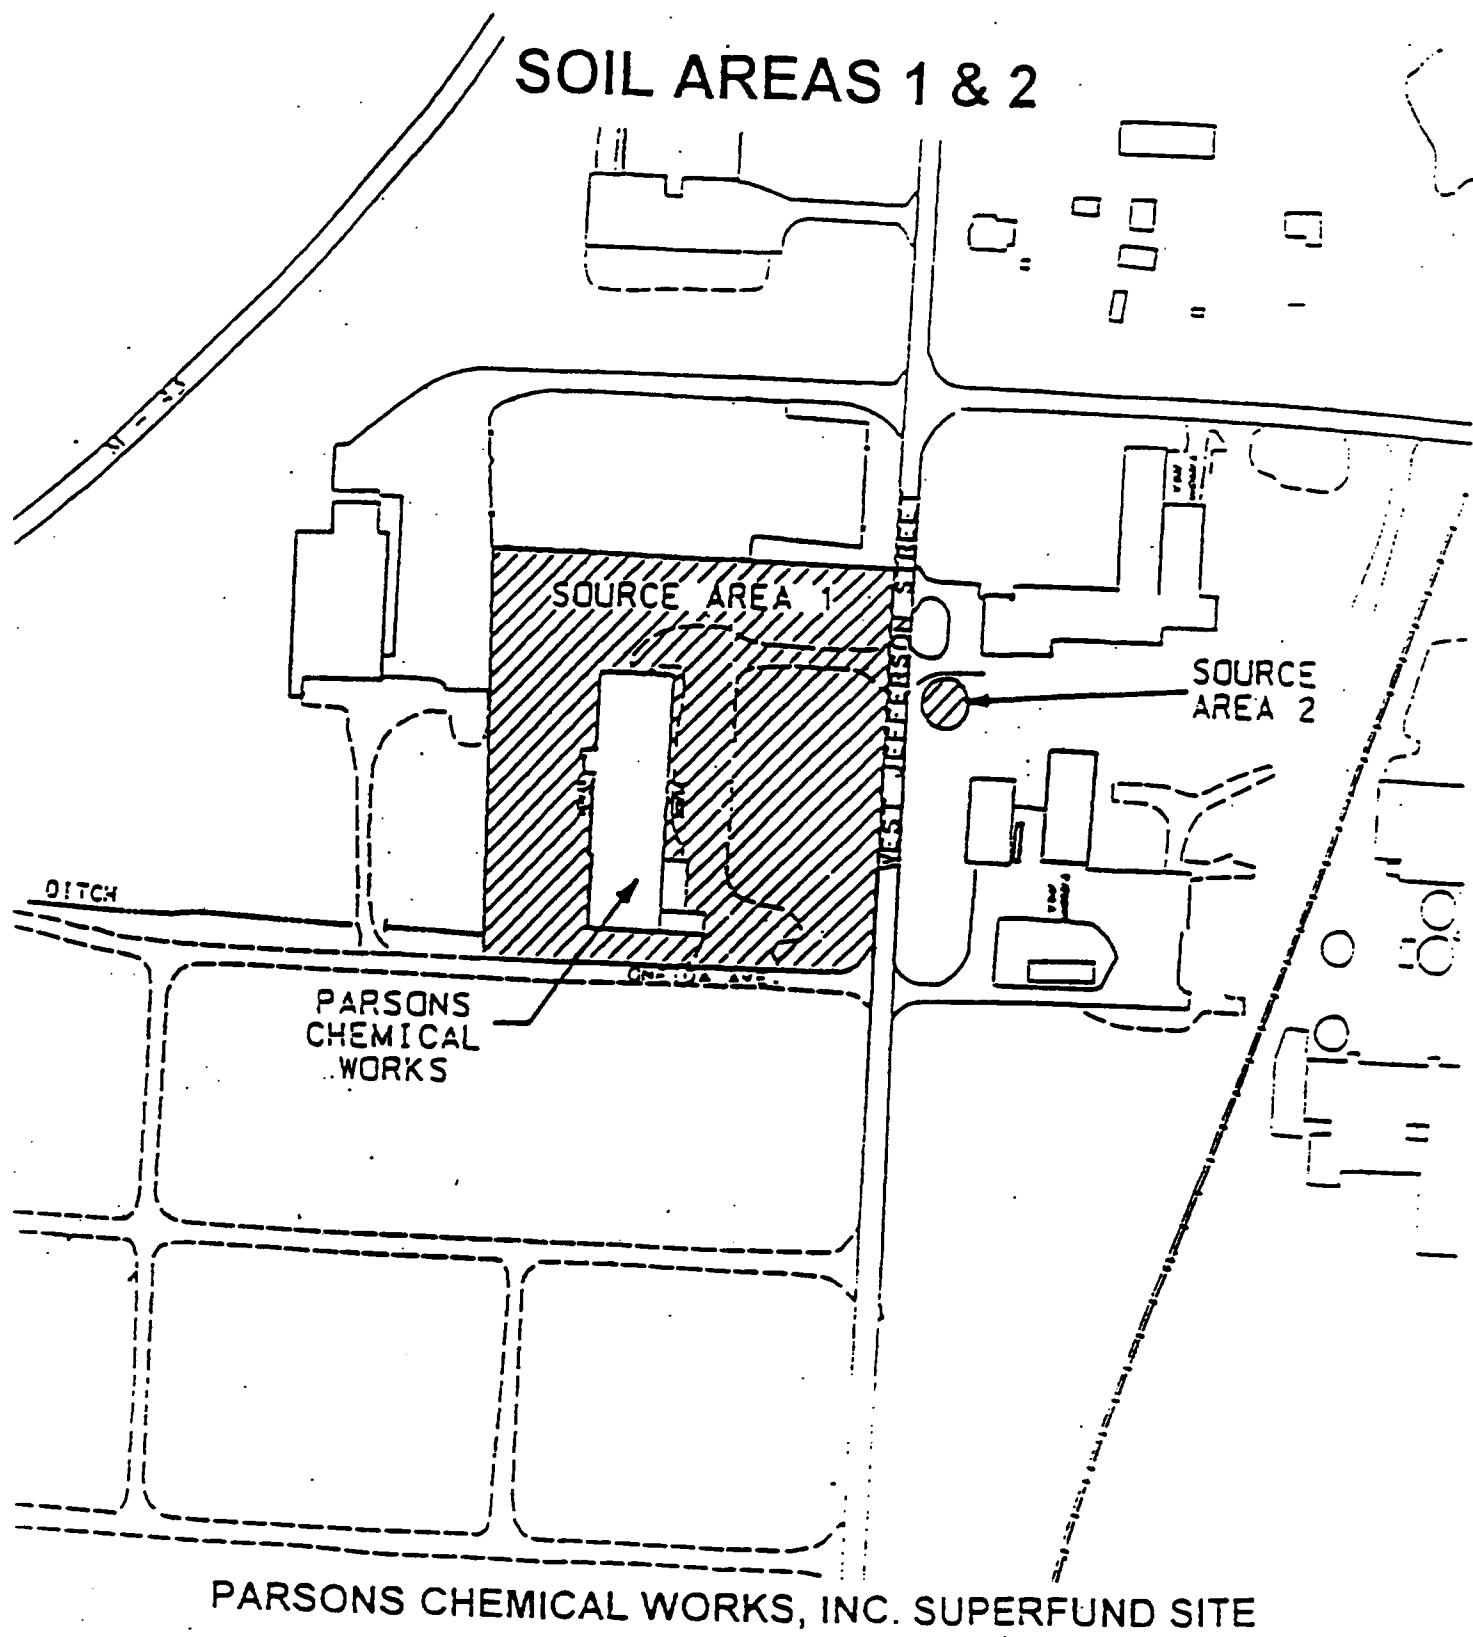 SOIL AREAS 1 & 2
M-43
SOURCE AREA 1
WEST JEFFERSON STREET
SOURCE
AREA 2
DITCH
PARSONS
CHEMICAL
WORKS
PARSONS CHEMICAL WORKS, INC. SUPERFUND SITE